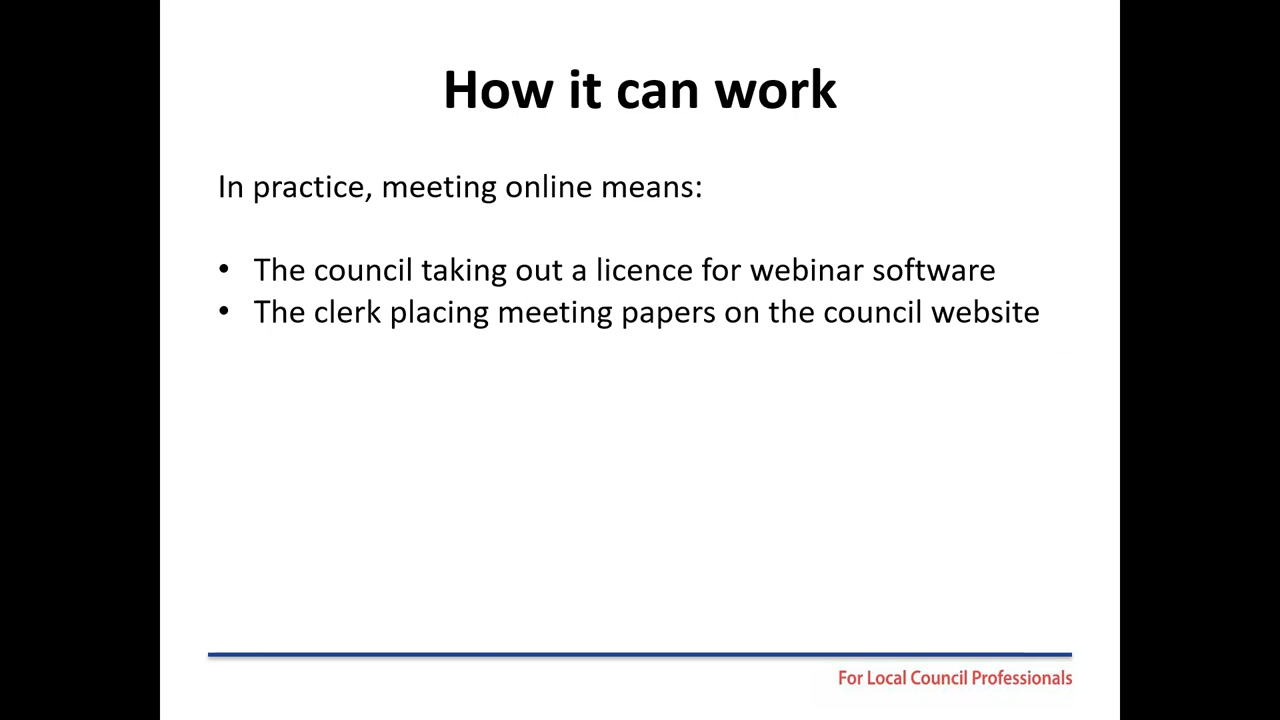 How it can work
In practice, meeting online means:
• The council taking out a licence for webinar software
• The clerk placing meeting papers on the council website
For Local Council Professionals